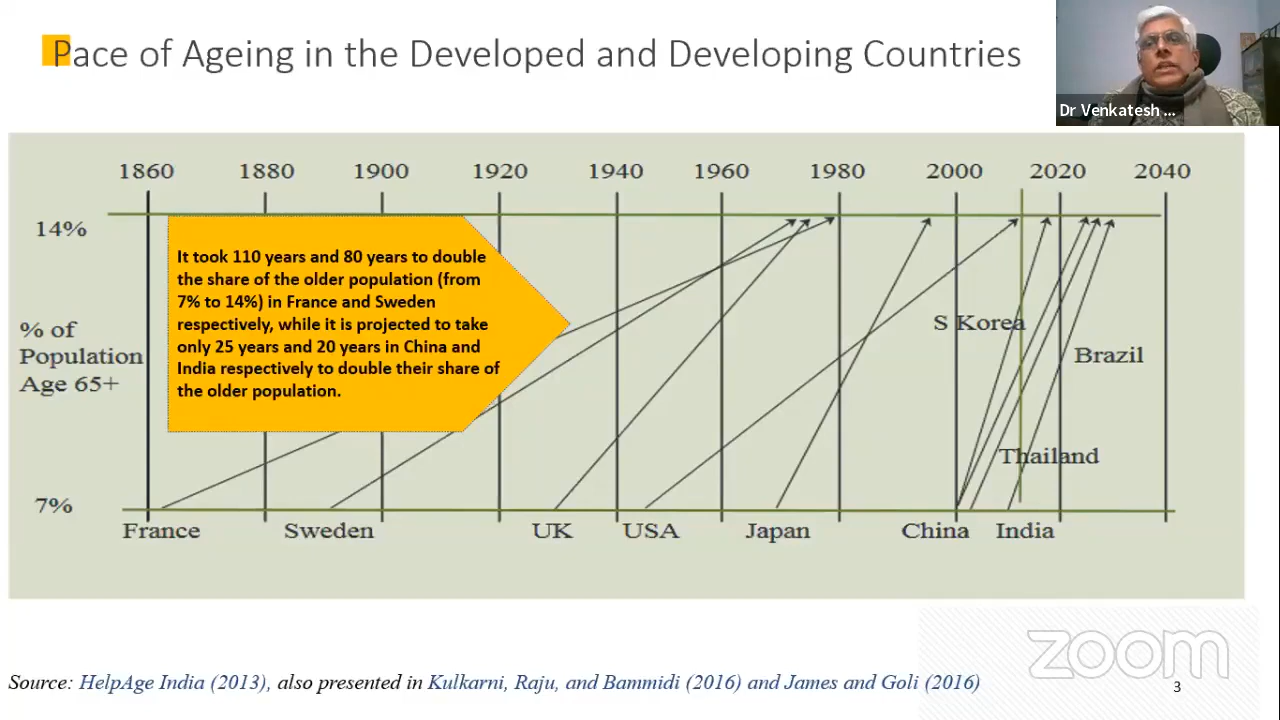 Pace of Ageing in the Developed and Developing Countries
Dr Venkatesh ...
1860 1880 1900 1920 1940 1960 1980 2000 2020 2040
14%
It took 110 years and 80 years to double
the share of the older population (from
7% to 14%) in France and Sweden
respectively, while it is projected to take
only 25 years and 20 years in China and
India respectively to double their share of
the older population.
% of
Population
Age 65+
S Korea
Brazil
Thailand
7%
France Sweden UK USA Japan China India
zoom
Source: HelpAge India (2013), also presented in Kulkarni, Raju, and Bammidi (2016) and James and Goli (2016)
3